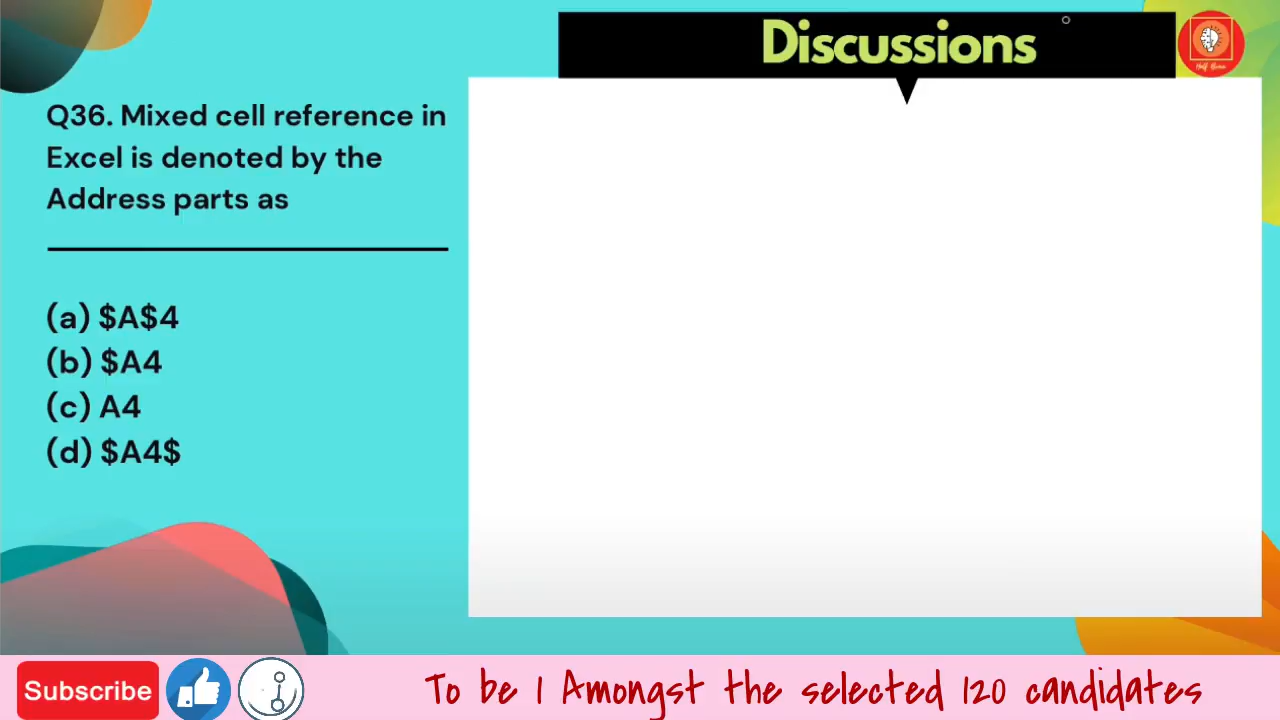 Discussions
Q36. Mixed cell reference in
Excel is denoted by the
Address parts as
(a) $A$4
(b) $A4
(c) A4
(d) $A4$
Subscribe
To be 1 Amongst the selected 120 candidates